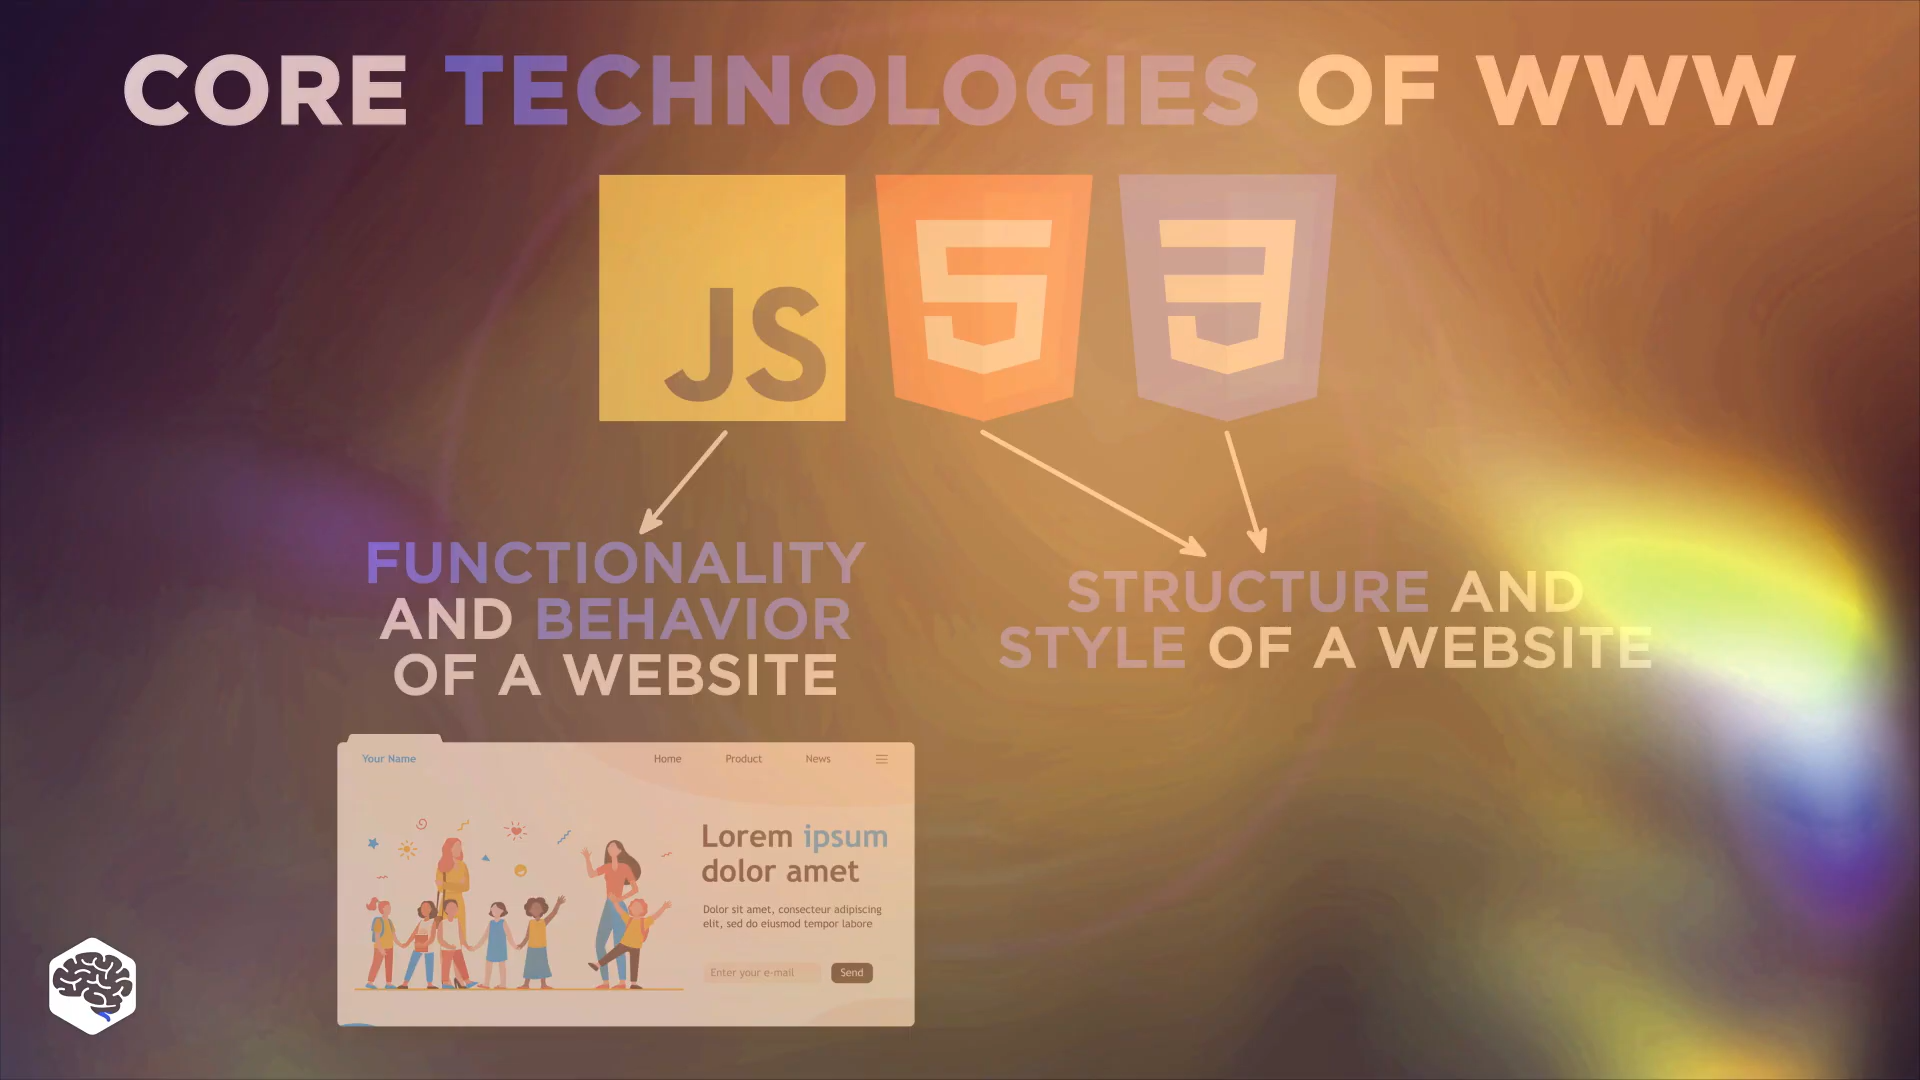 CORE TECHNOLOGIES OF WWW
JS
5
3
FUNCTIONALITY
AND BEHAVIOR
OF A WEBSITE
STRUCTURE AND
STYLE OF A WEBSITE
Your Name
Home
Product
News
Lorem ipsum
dolor amet
Dolor sit amet, consecteur adipiscing
elit, sed do eiusmod tempor labore
Enter your e-mail
Send